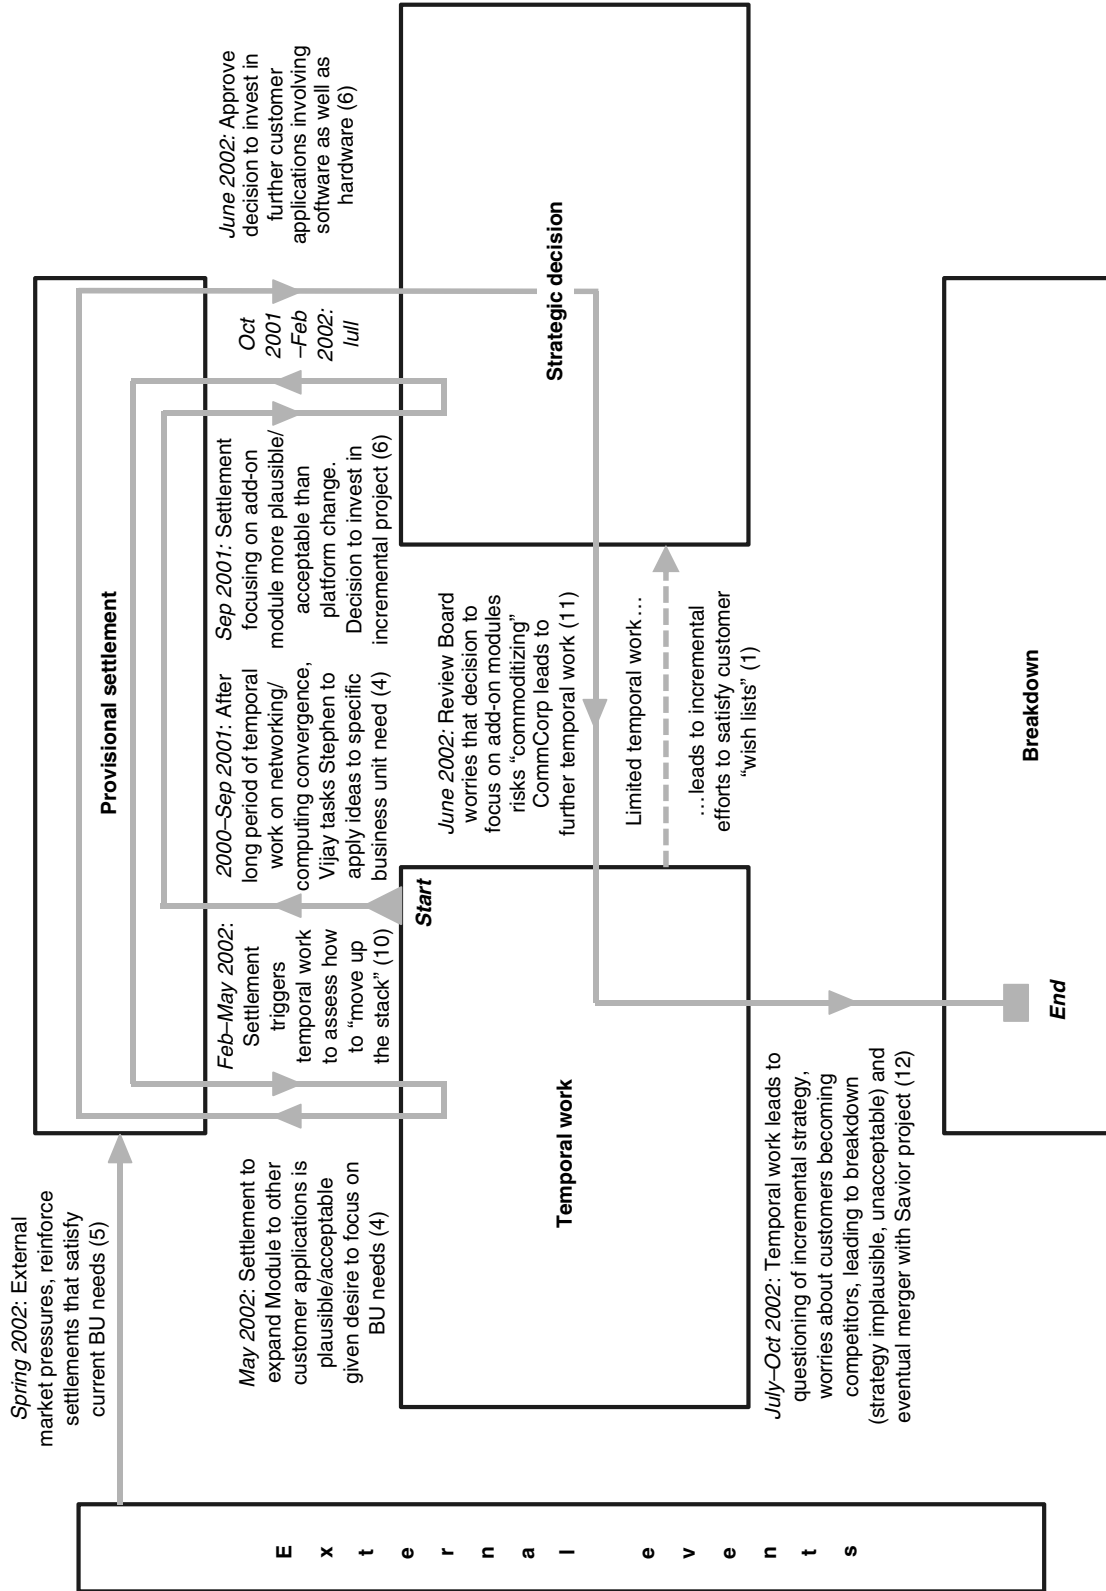 Spring 2002: External
market pressures, reinforce
settlements that satisfy
current BU needs (5)
Provisional settlement
May 2002: Settlement to
expand Module to other
customer applications is
plausible/acceptable
given desire to focus on
BU needs (4)
Feb–May 2002:
Settlement
triggers
temporal work
to assess how
to “move up
the stack” (10)
2000–Sep 2001: After
long period of temporal
work on networking/
computing convergence,
Vijay tasks Stephen to
apply ideas to specific
business unit need (4)
Sep 2001: Settlement
focusing on add-on
module more plausible/
acceptable than
platform change.
Decision to invest in
incremental project (6)
Oct
2001
–Feb
2002:
lull
June 2002: Approve
decision to invest in
further customer
applications involving
software as well as
hardware (6)
External events
Start
Temporal work
June 2002: Review Board
worries that decision to
focus on add-on modules
risks “commoditizing”
CommCorp leads to
further temporal work (11)
Limited temporal work…
…leads to incremental
efforts to satisfy customer
“wish lists” (1)
Strategic decision
July–Oct 2002: Temporal work leads to
questioning of incremental strategy,
worries about customers becoming
competitors, leading to breakdown
(strategy implausible, unacceptable) and
eventual merger with Savior project (12)
Breakdown
End